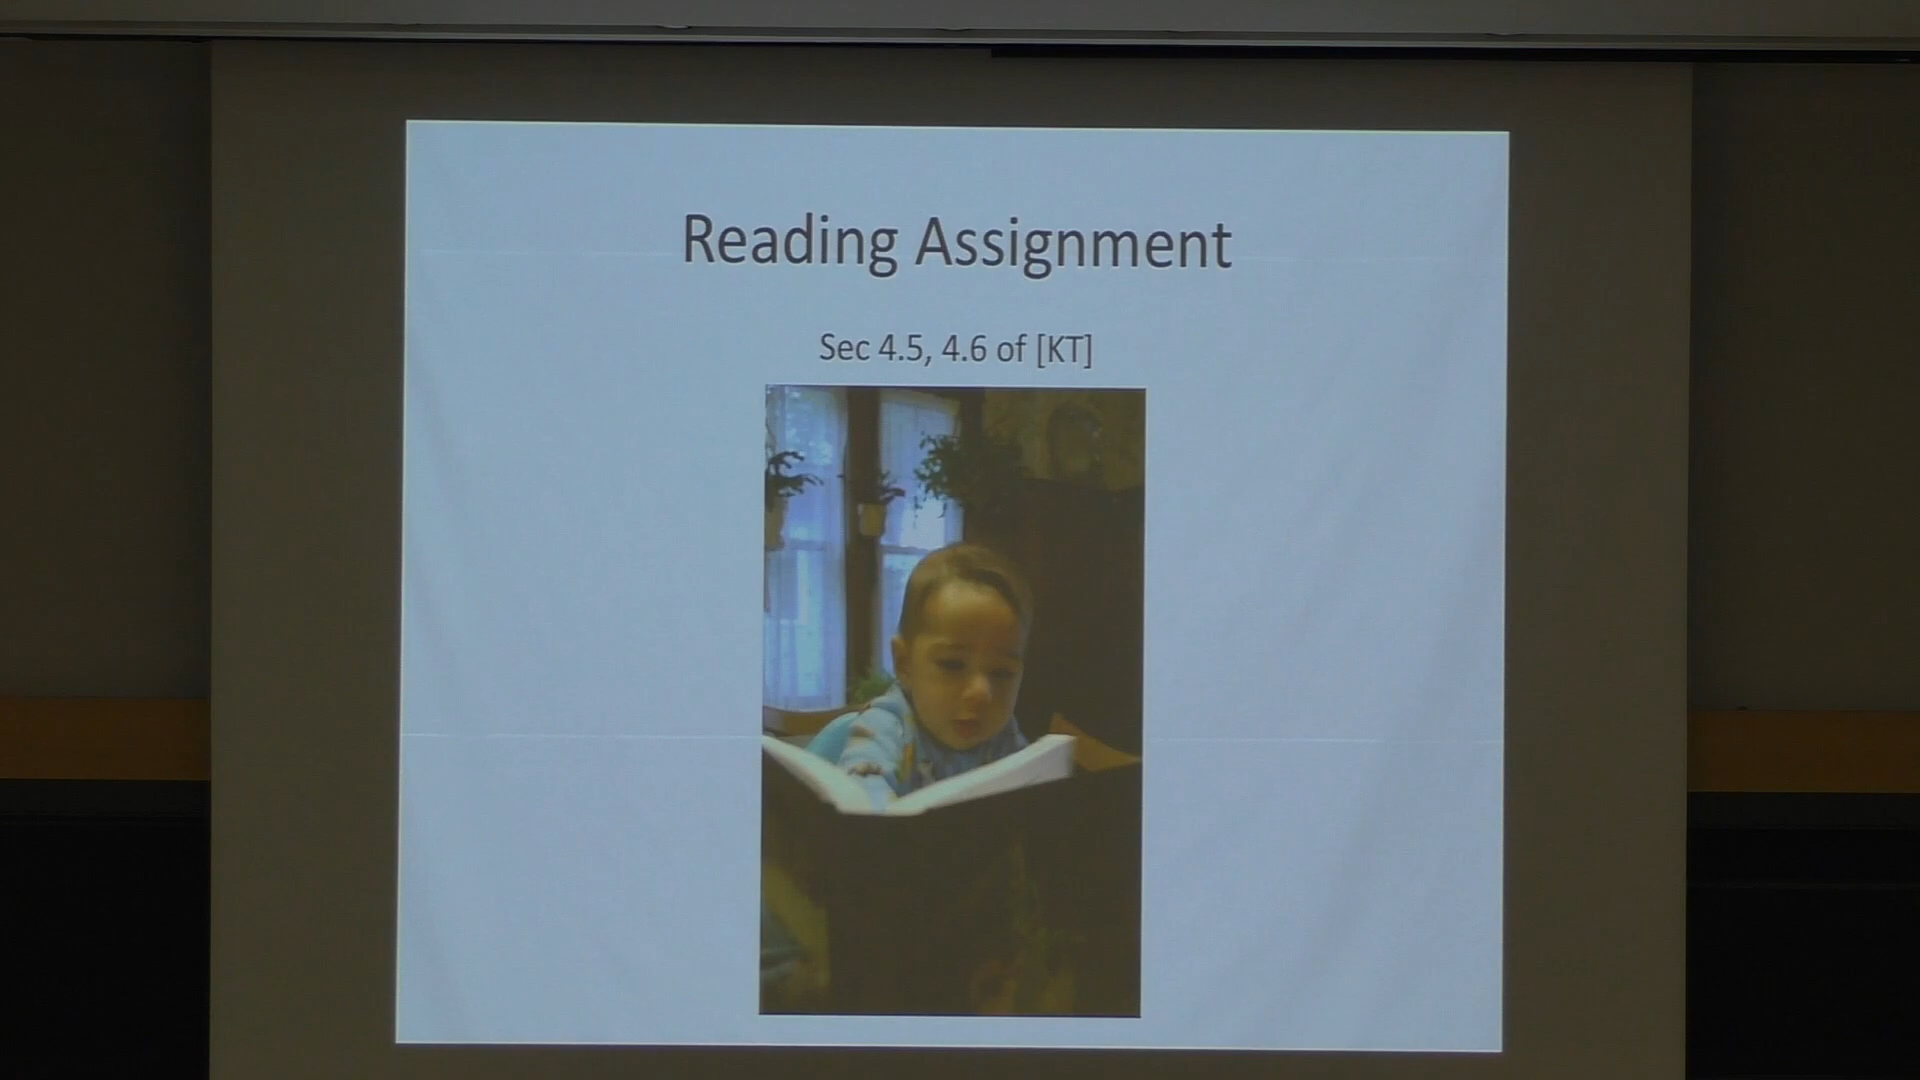 Reading Assignment
Sec 4.5, 4.6 of [KT]